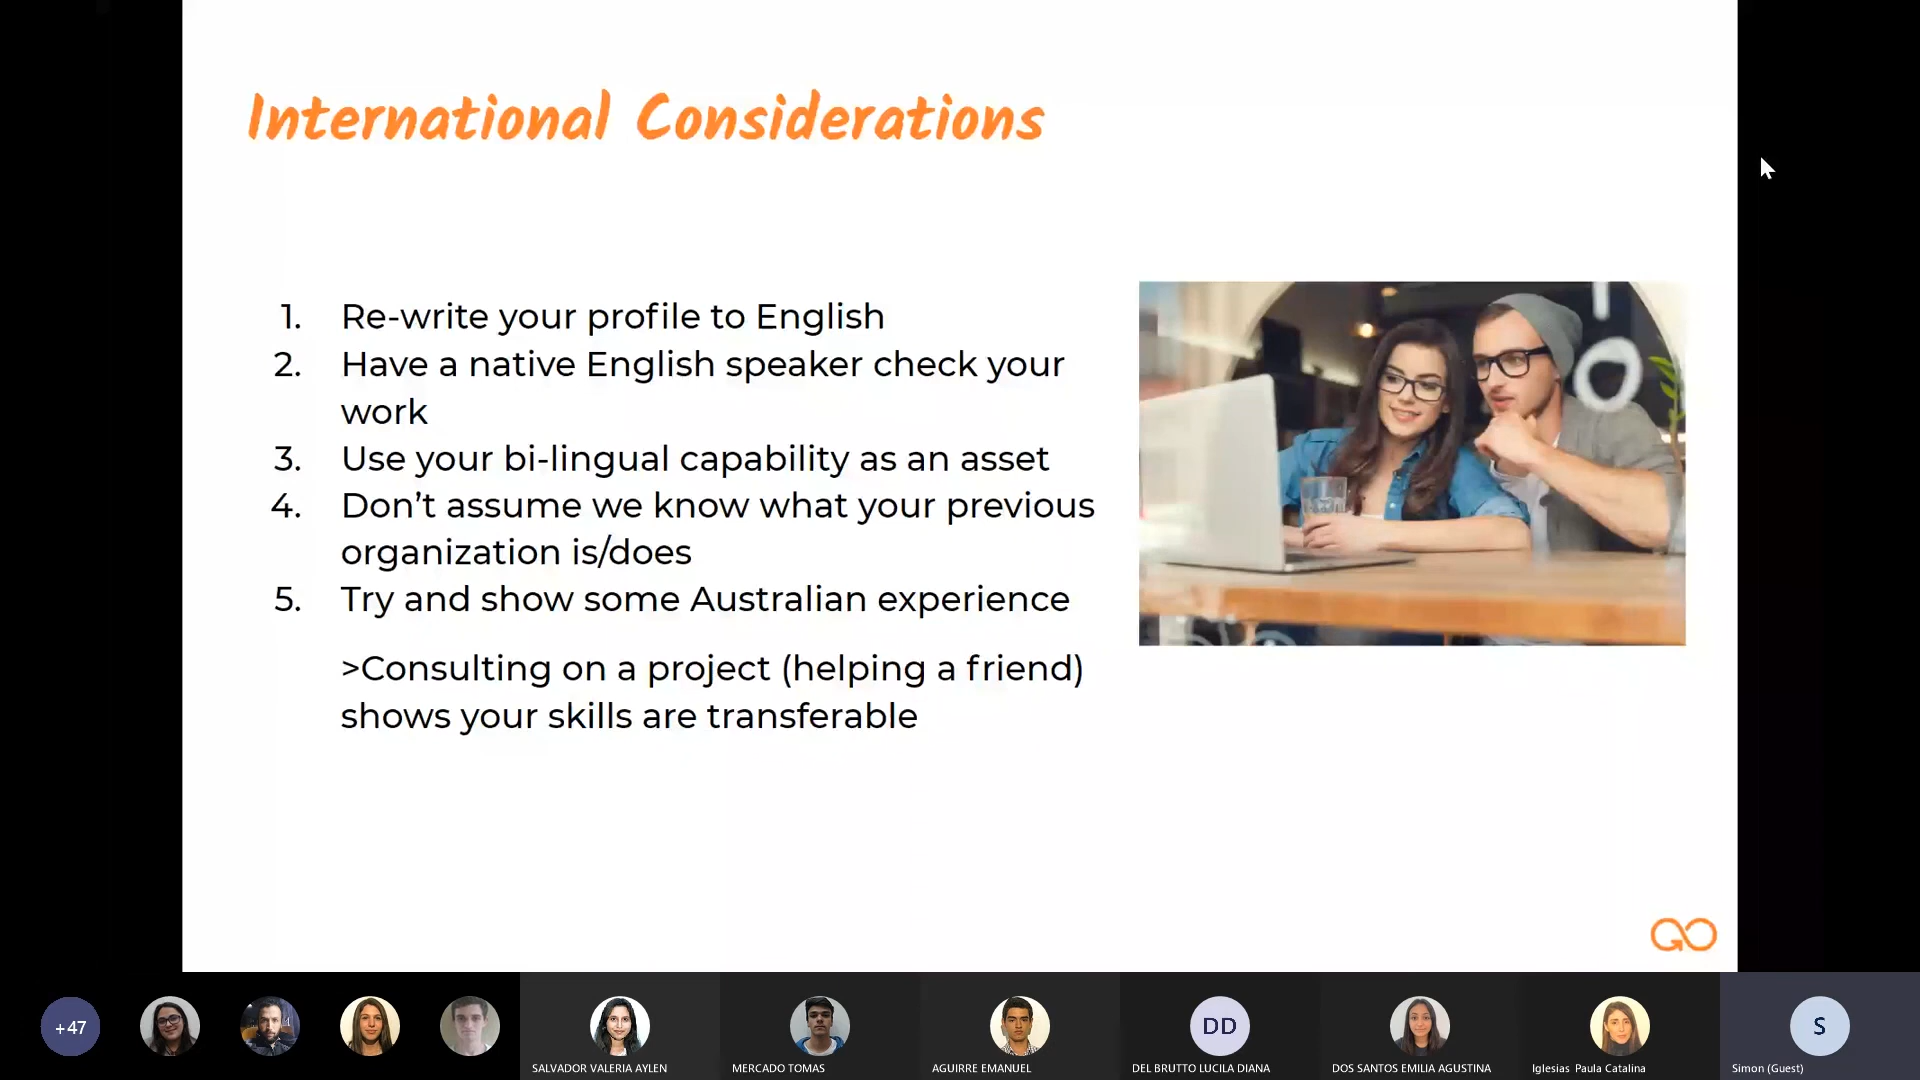 International Considerations
1. Re-write your profile to English
2. Have a native English speaker check your
work
3. Use your bi-lingual capability as an asset
4. Don’t assume we know what your previous
organization is/does
5. Try and show some Australian experience
>Consulting on a project (helping a friend)
shows your skills are transferable
+47
DD
S
SALVADOR VALERIA AYLEN
MERCADO TOMAS
AGUIRRE EMANUEL
DEL BRUTTO LUCILA DIANA
DOS SANTOS EMILIA AGUSTINA
Iglesias Paula Catalina
Simon (Guest)